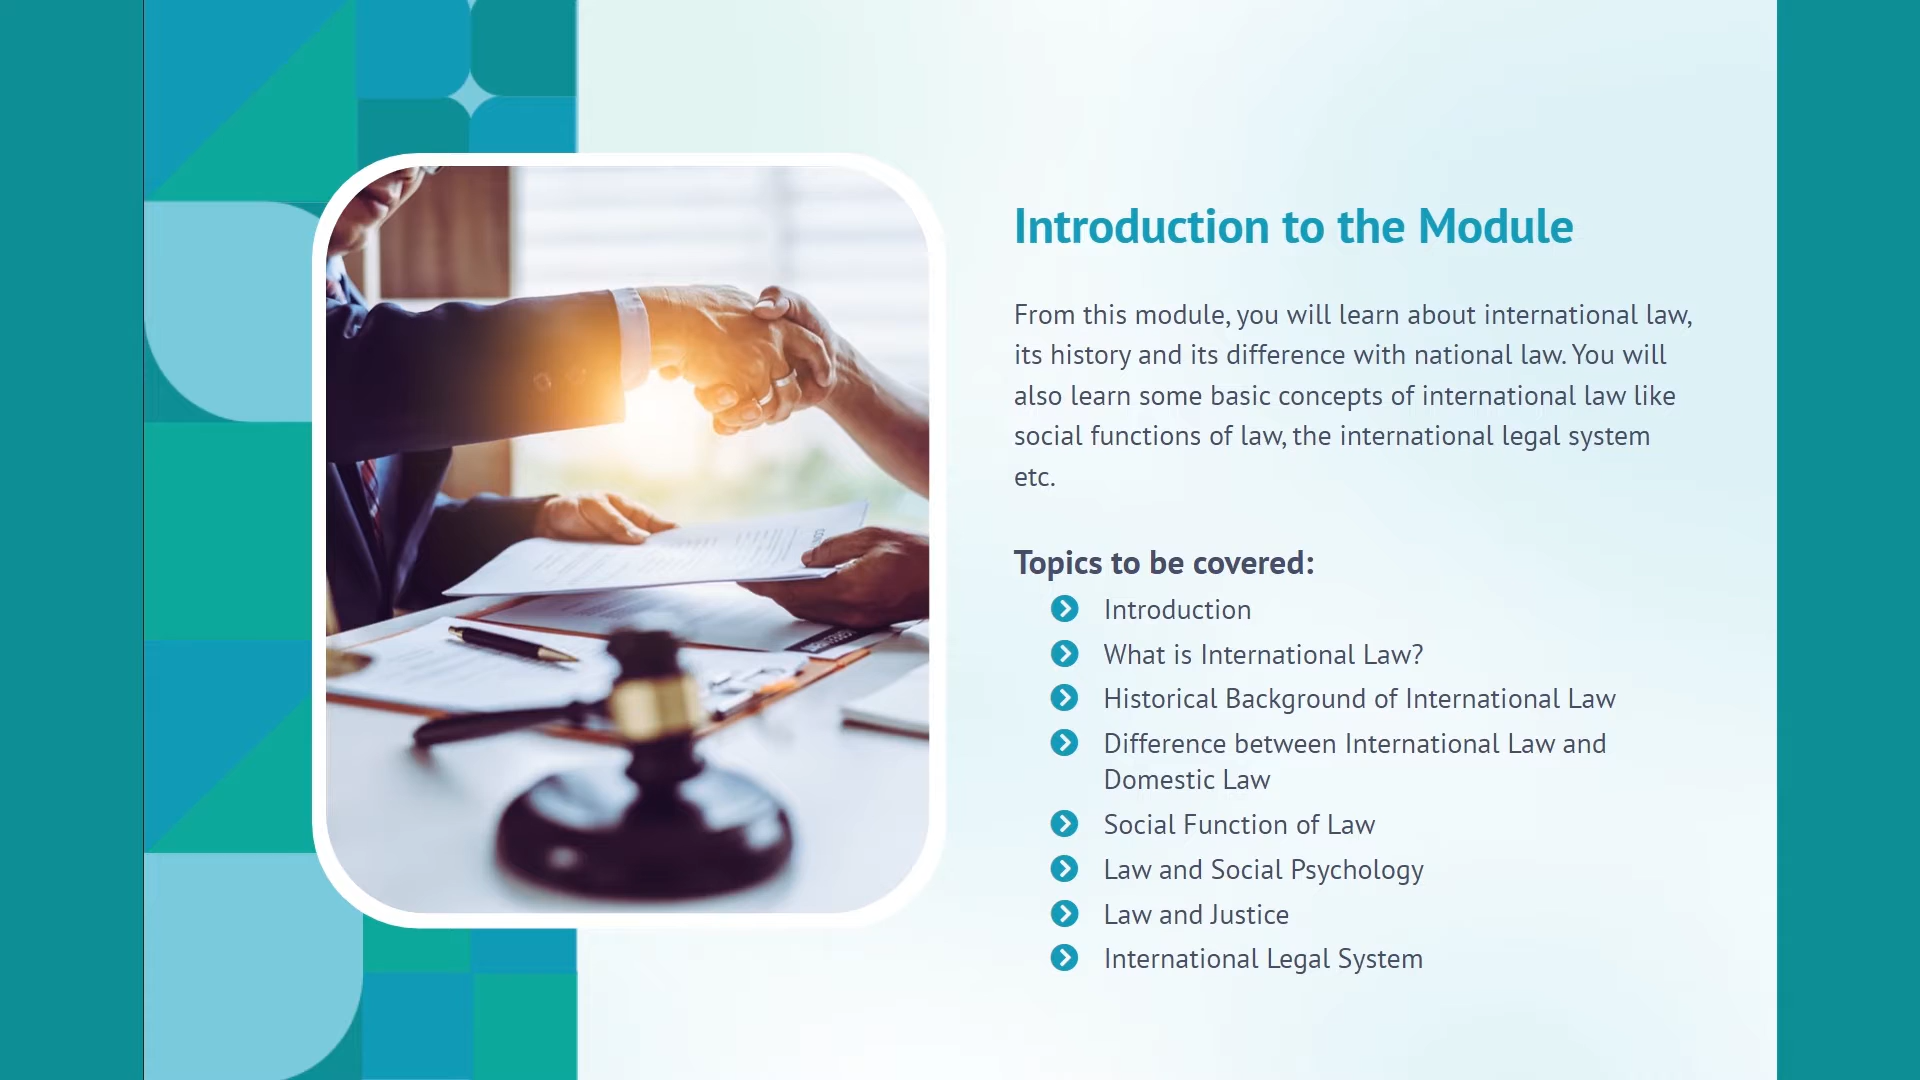 Introduction to the Module
From this module, you will learn about international law,
its history and its difference with national law. You will
also learn some basic concepts of international law like
social functions of law, the international legal system
etc.
Topics to be covered:
Introduction
What is International Law?
Historical Background of International Law
Difference between International Law and
Domestic Law
Social Function of Law
Law and Social Psychology
Law and Justice
International Legal System